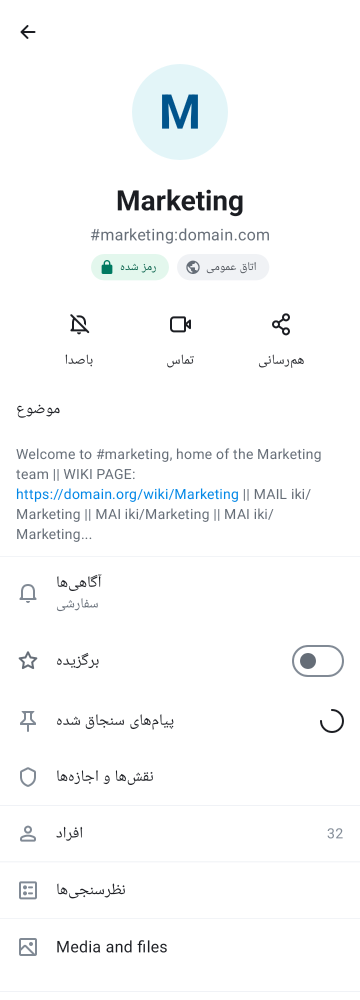 M
Marketing
#marketing:domain.com
رمز شده
اتاق عمومی
باصدا
تماس
هم‌رسانی
موضوع
Welcome to #marketing, home of the Marketing
team || WIKI PAGE:
https://domain.org/wiki/Marketing || MAIL iki/
Marketing || MAI iki/Marketing || MAI iki/
Marketing...
آگاهی‌ها
سفارشی
برگزیده
پیام‌های سنجاق شده
نقش‌ها و اجازه‌ها
افراد
32
نظرسنجی‌ها
Media and files